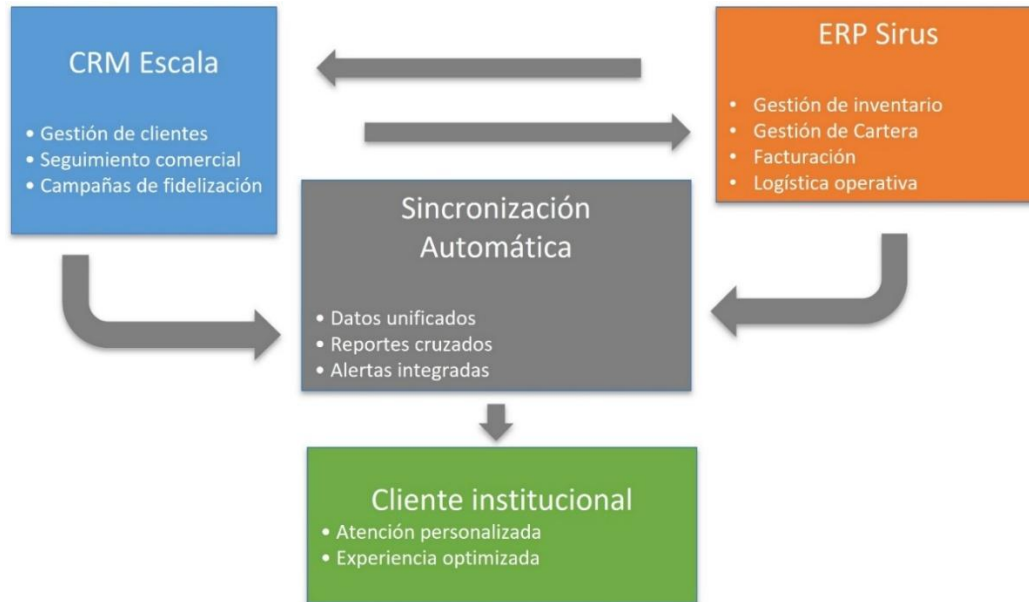 CRM Escala
• Gestión de clientes
• Seguimiento comercial
• Campañas de fidelización
ERP Sirus
• Gestión de inventario
• Gestión de Cartera
• Facturación
• Logística operativa
Sincronización
Automática
• Datos unificados
• Reportes cruzados
• Alertas integradas
Cliente institucional
• Atención personalizada
• Experiencia optimizada